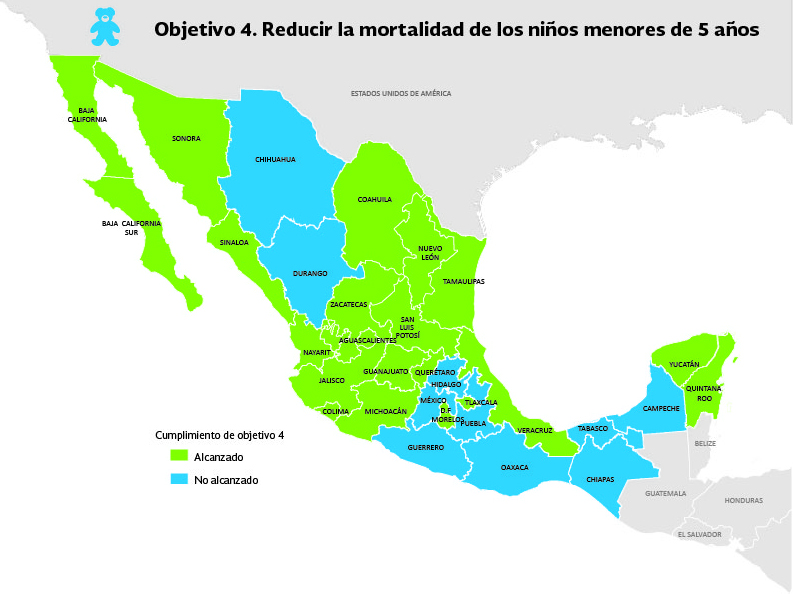 Objetivo 4. Reducir la mortalidad de los niños menores de 5 años
ESTADOS UNIDOS DE AMÉRICA
BAJA
CALIFORNIA
SONORA
CHIHUAHUA
COAHUILA
BAJA CALIFORNIA
SUR
SINALOA
NUEVO
LEÓN
DURANGO
TAMAULIPAS
ZACATECAS
SAN
LUIS
POTOSÍ
AGUASCALIENTES
NAYARIT
YUCATÁN
GUANAJUATO
QUERÉTARO
JALISCO
HIDALGO
QUINTANA
ROO
MÉXICO
TLAXCALA
COLIMA
MICHOACÁN
D.F
MORELOS
PUEBLA
CAMPECHE
VERACRUZ
TABASCO
Cumplimiento de objetivo 4
Alcanzado
No alcanzado
GUERRERO
BELIZE
OAXACA
CHIAPAS
GUATEMALA
HONDURAS
EL SALVADOR